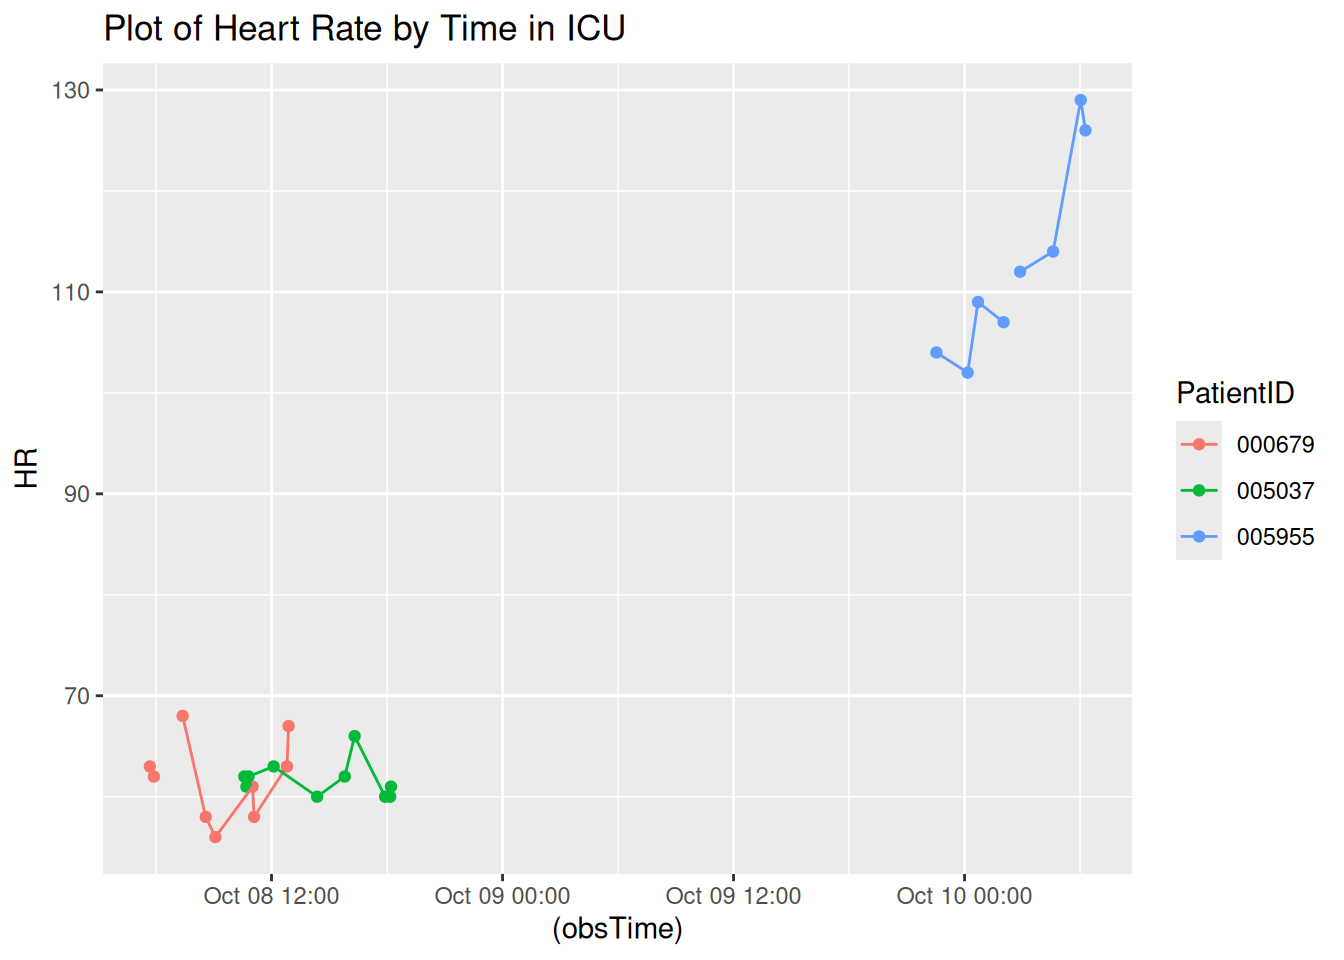 Plot of Heart Rate by Time in ICU
130
110
90
70
HR
Oct 08 12:00
Oct 09 00:00
Oct 09 12:00
Oct 10 00:00
(obsTime)
PatientID
000679
005037
005955